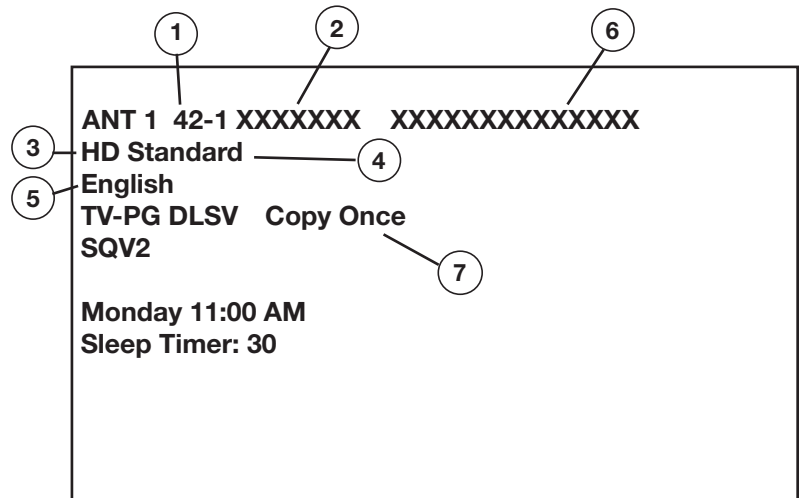 1 2 6
ANT 1 42-1 XXXXXXX XXXXXXXXXXXXXX
3 HD Standard 4
5 English
TV-PG DLSV Copy Once
SQV2
7
Monday 11:00 AM
Sleep Timer: 30